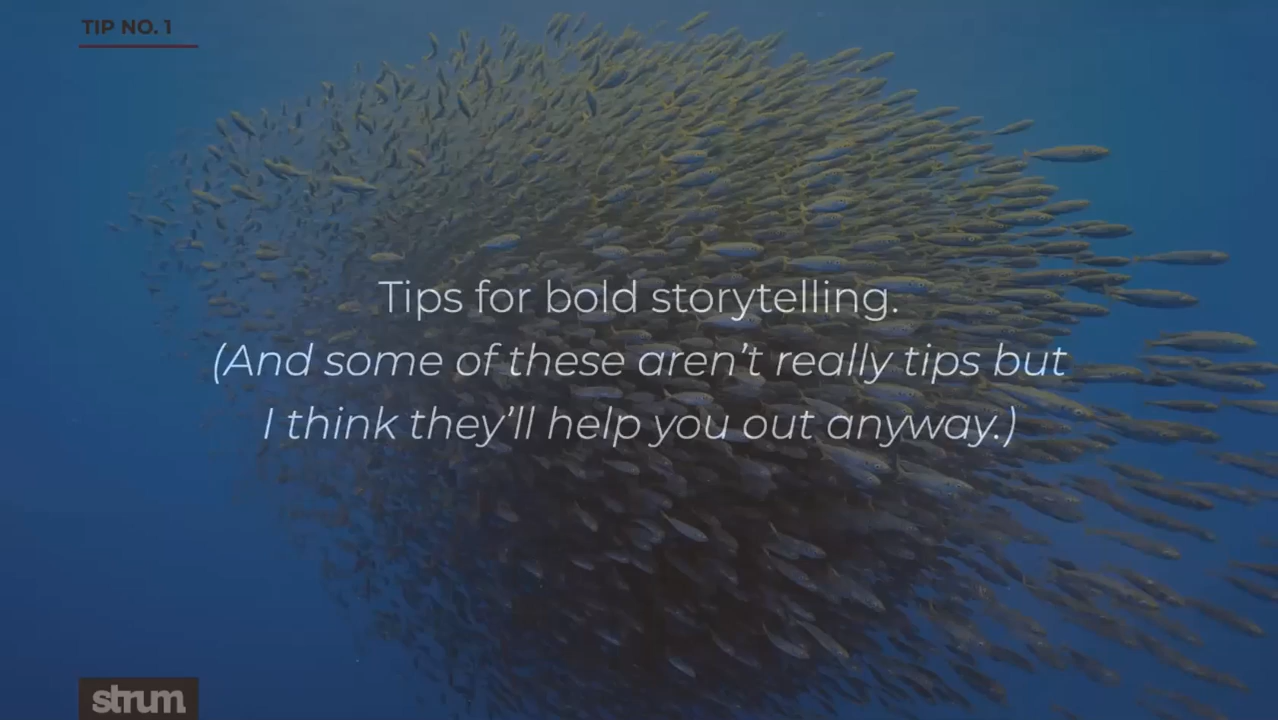 TIP NO. 1
Tips for bold storytelling.
(And some of these aren’t really tips but
I think they’ll help you out anyway.)
strum